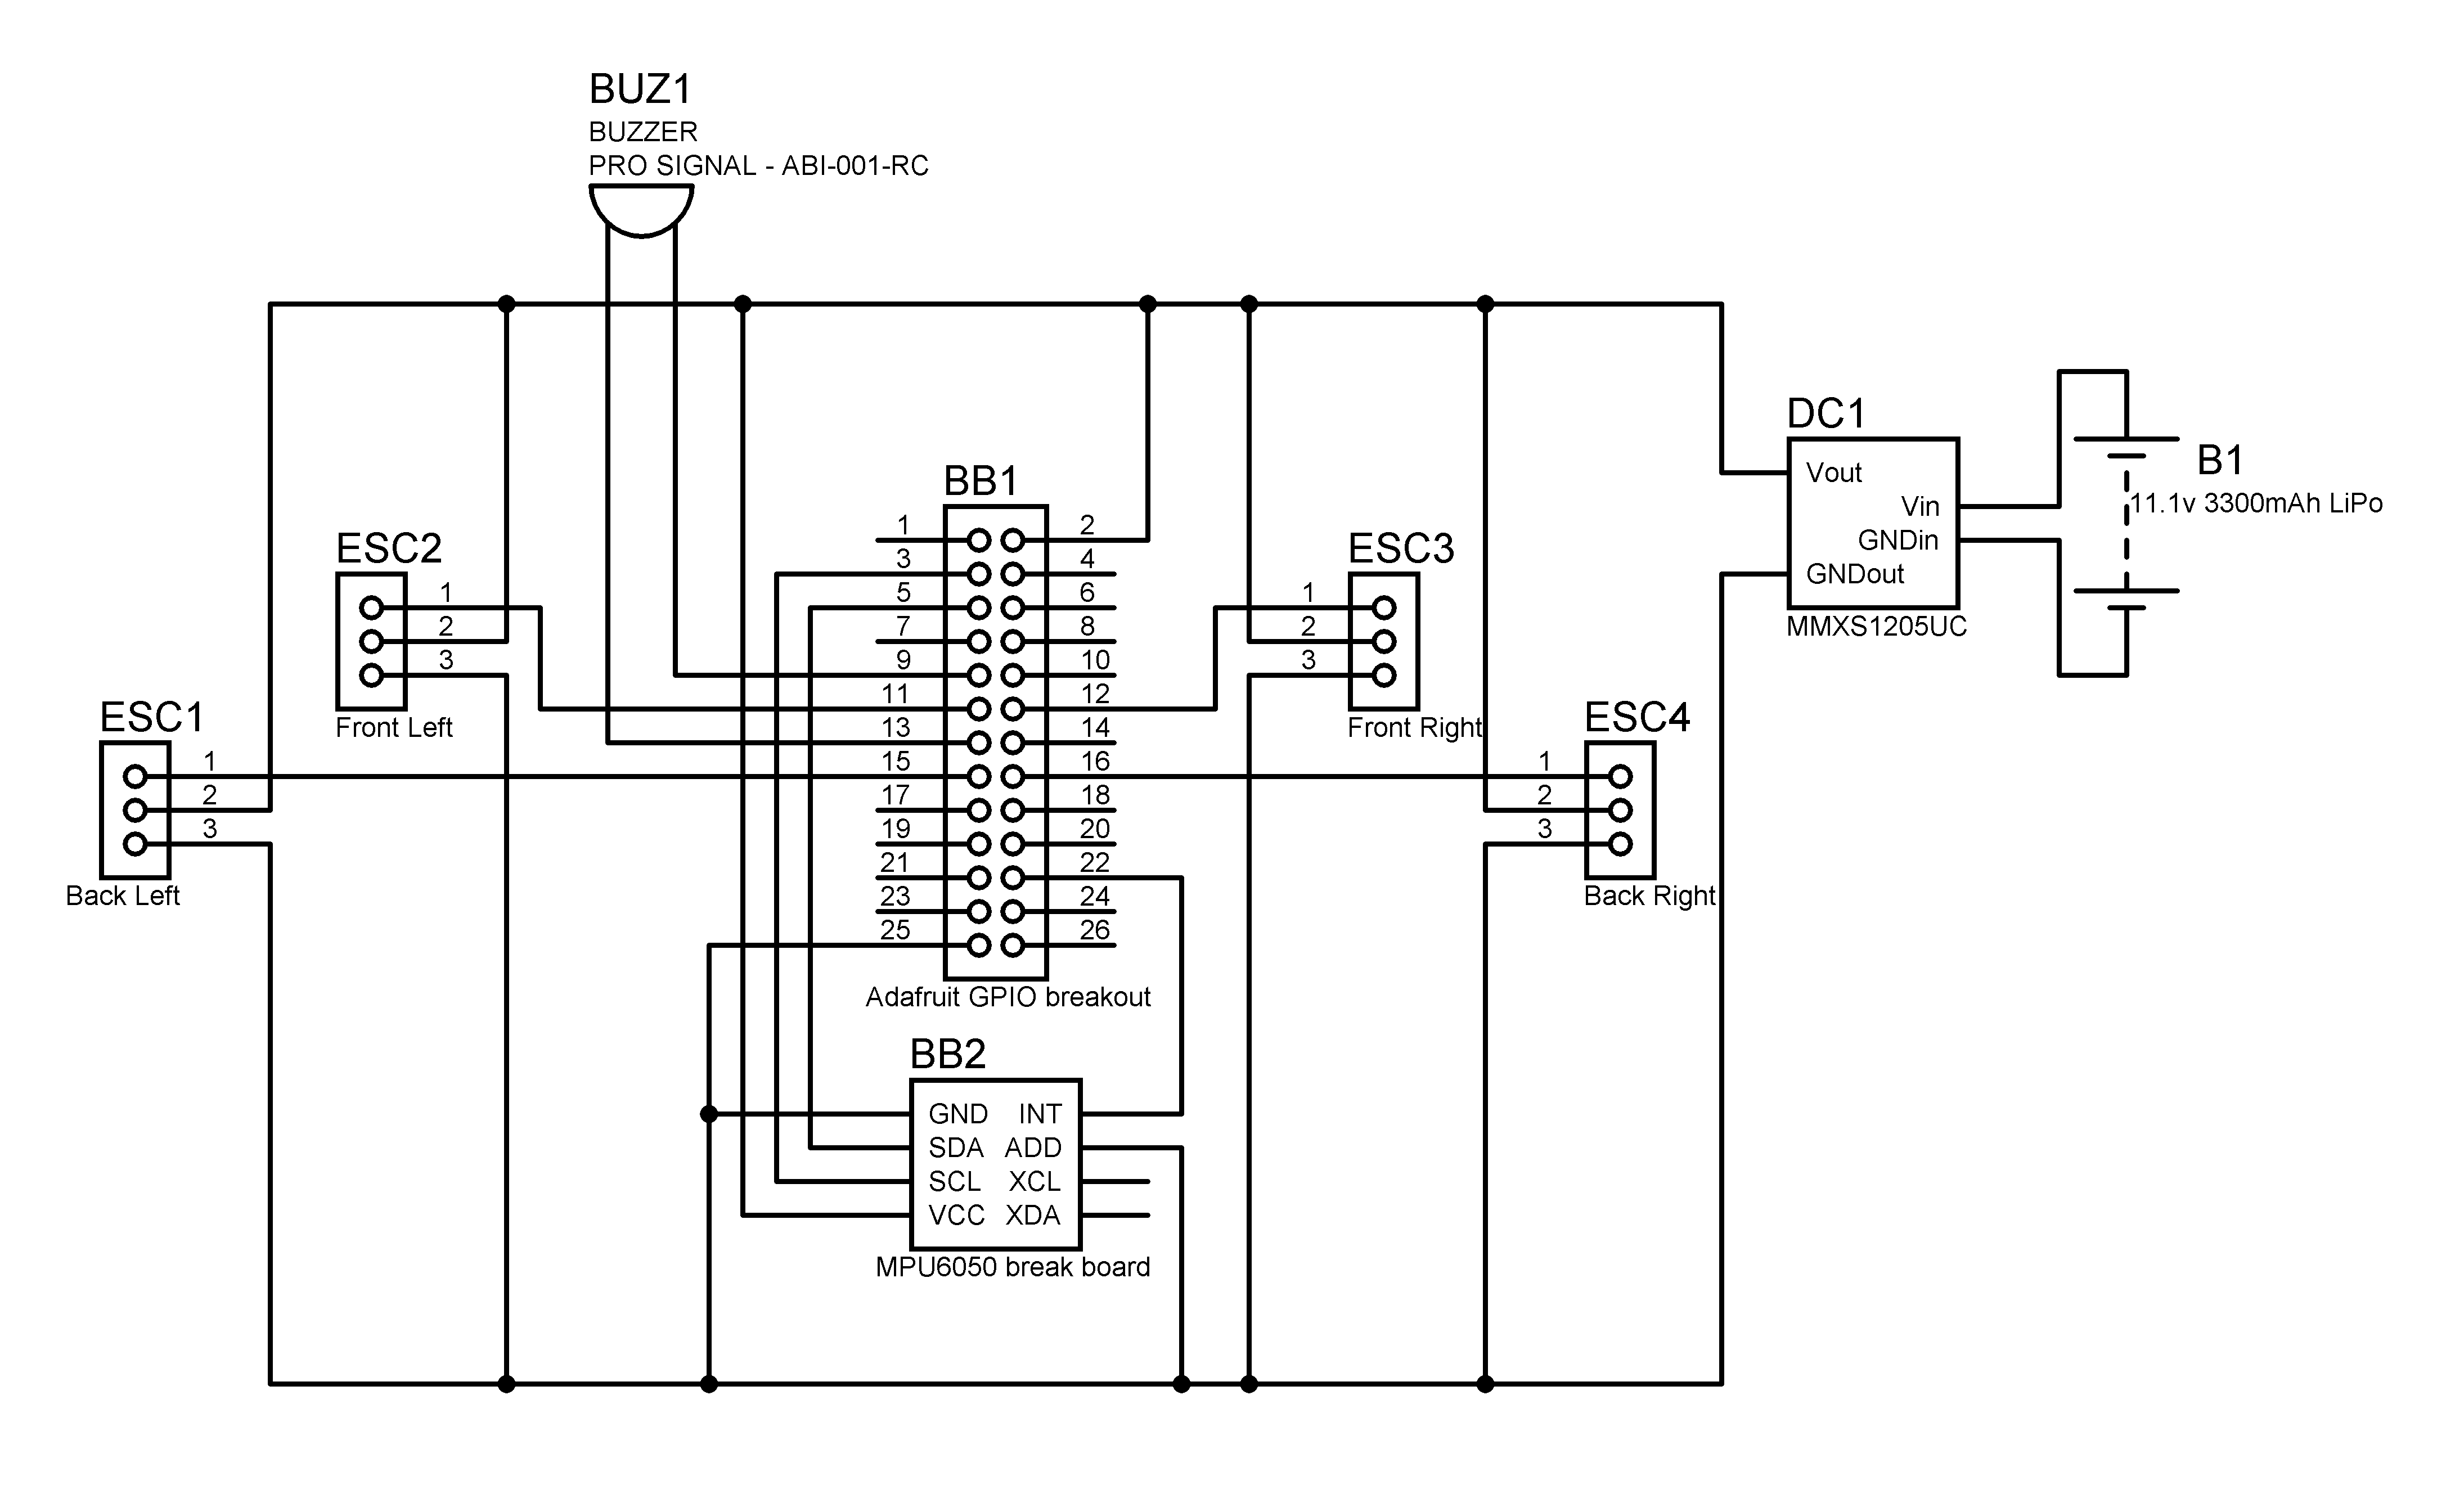 BUZ1
BUZZER
PRO SIGNAL - ABI-001-RC
DC1
Vout
Vin
GNDin
GNDout
MMXS1205UC
B1
11.1v 3300mAh LiPo
BB1
1 2
3 4
5 6
7 8
9 10
11 12
13 14
15 16
17 18
19 20
21 22
23 24
25 26
Adafruit GPIO breakout
ESC2
1
2
3
Front Left
ESC3
1
2
3
Front Right
ESC1
1
2
3
Back Left
ESC4
1
2
3
Back Right
BB2
GND INT
SDA ADD
SCL XCL
VCC XDA
MPU6050 break board